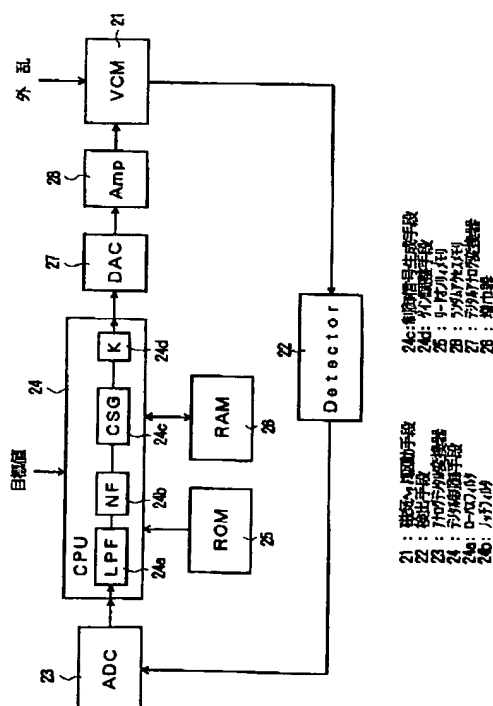 外乱
21
VCM
28
Amp
27
DAC
目標値
24
CPU
24d
K
24c
CSG
24b
NF
24a
LPF
26
RAM
25
ROM
23
ADC
22
Detector
21 : 磁気ヘッド駆動手段
22 : 検出手段
23 : アナログデジタル変換器
24 : デジタル制御手段
24a: ローパスフィルタ
24b: ノッチフィルタ
24c: 制御信号生成手段
24d: ゲイン調整手段
25 : リードオンリィメモリ
26 : ランダムアクセスメモリ
27 : デジタルアナログ変換器
28 : 増巾器